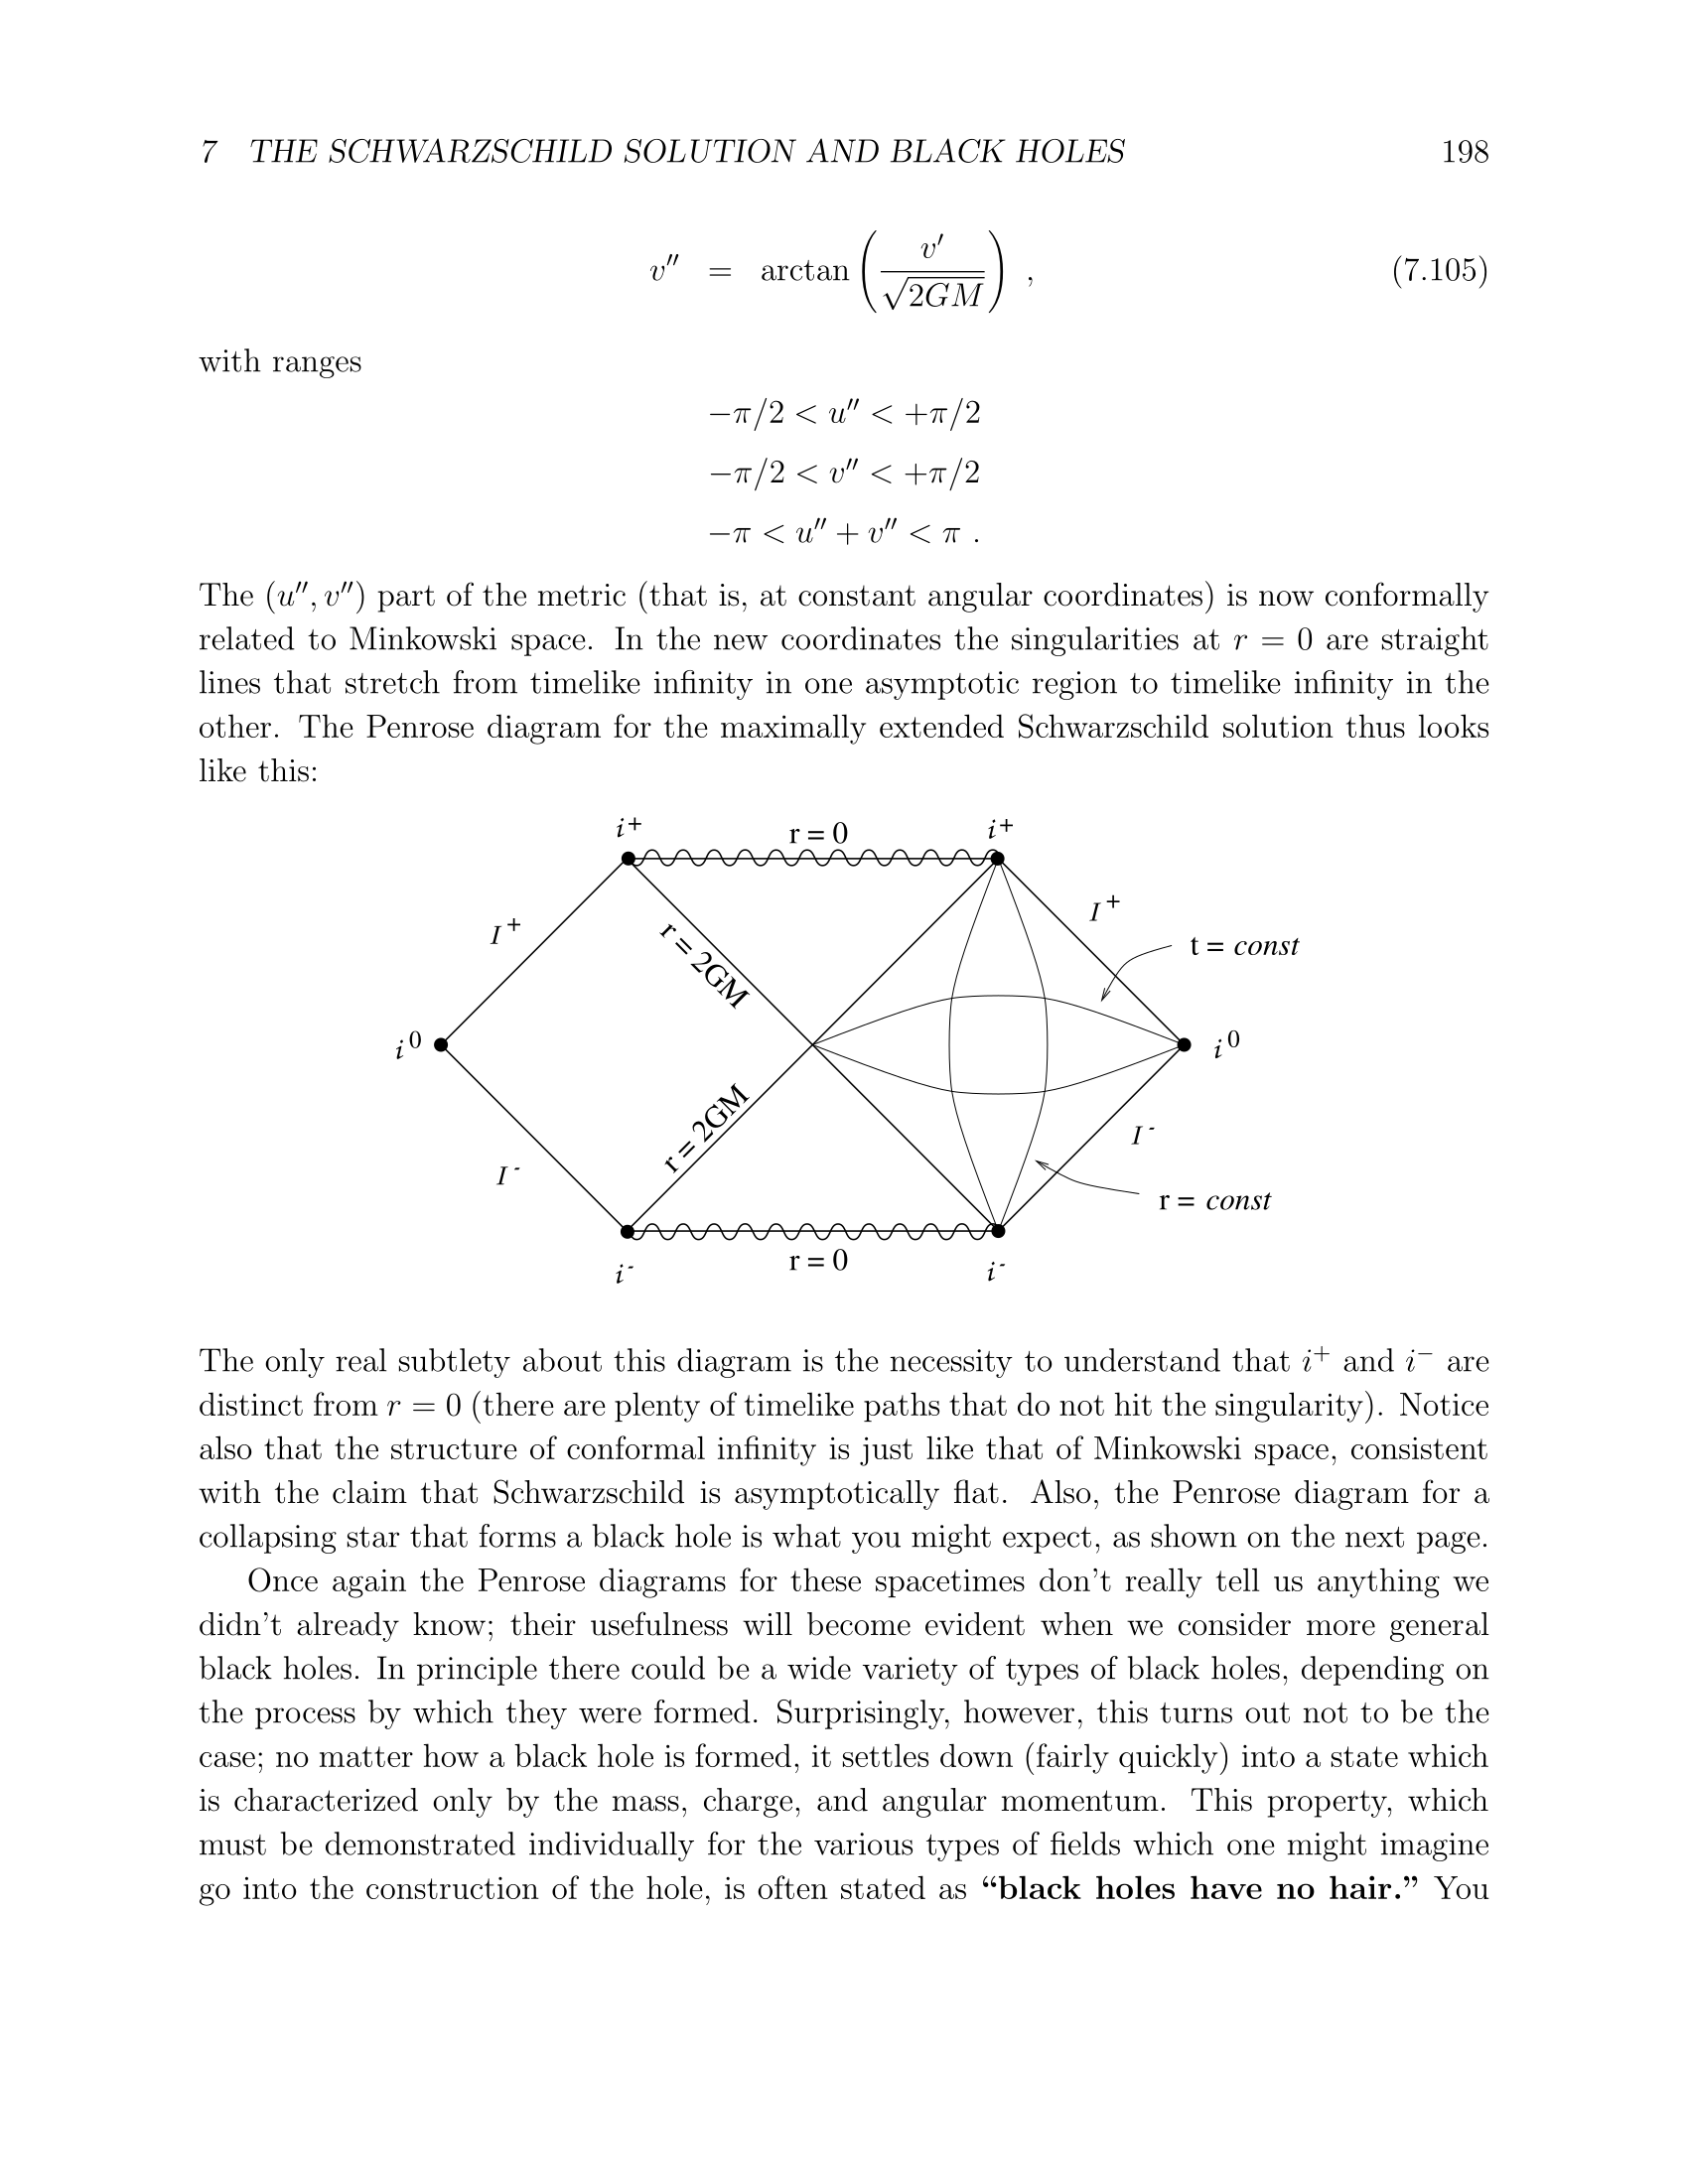 7 THE SCHWARZSCHILD SOLUTION AND BLACK HOLES 198
v″ = arctan(v′/√2GM) , (7.105)
with ranges
−π/2 < u″ < +π/2
−π/2 < v″ < +π/2
−π < u″ + v″ < π .
The (u″, v″) part of the metric (that is, at constant angular coordinates) is now conformally
related to Minkowski space. In the new coordinates the singularities at r = 0 are straight
lines that stretch from timelike infinity in one asymptotic region to timelike infinity in the
other. The Penrose diagram for the maximally extended Schwarzschild solution thus looks
like this:
i⁺ r = 0 i⁺
I⁺ I⁺
r = 2GM
t = const
i⁰ i⁰
r = 2GM
I⁻ I⁻
r = const
i⁻ r = 0 i⁻
The only real subtlety about this diagram is the necessity to understand that i⁺ and i⁻ are
distinct from r = 0 (there are plenty of timelike paths that do not hit the singularity). Notice
also that the structure of conformal infinity is just like that of Minkowski space, consistent
with the claim that Schwarzschild is asymptotically flat. Also, the Penrose diagram for a
collapsing star that forms a black hole is what you might expect, as shown on the next page.
Once again the Penrose diagrams for these spacetimes don't really tell us anything we
didn't already know; their usefulness will become evident when we consider more general
black holes. In principle there could be a wide variety of types of black holes, depending on
the process by which they were formed. Surprisingly, however, this turns out not to be the
case; no matter how a black hole is formed, it settles down (fairly quickly) into a state which
is characterized only by the mass, charge, and angular momentum. This property, which
must be demonstrated individually for the various types of fields which one might imagine
go into the construction of the hole, is often stated as “black holes have no hair.” You